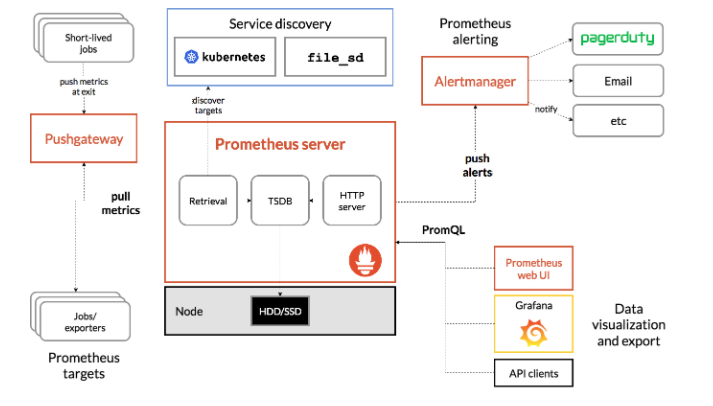 Short-lived
jobs
push metrics
at exit
Pushgateway
pull
metrics
Jobs/
exporters
Prometheus
targets
Service discovery
kubernetes
file_sd
discover
targets
Prometheus server
Retrieval
TSDB
HTTP
server
Node
HDD/SSD
Prometheus
alerting
Alertmanager
pagerduty
Email
etc
notify
push
alerts
PromQL
Prometheus
web UI
Grafana
API clients
Data
visualization
and export